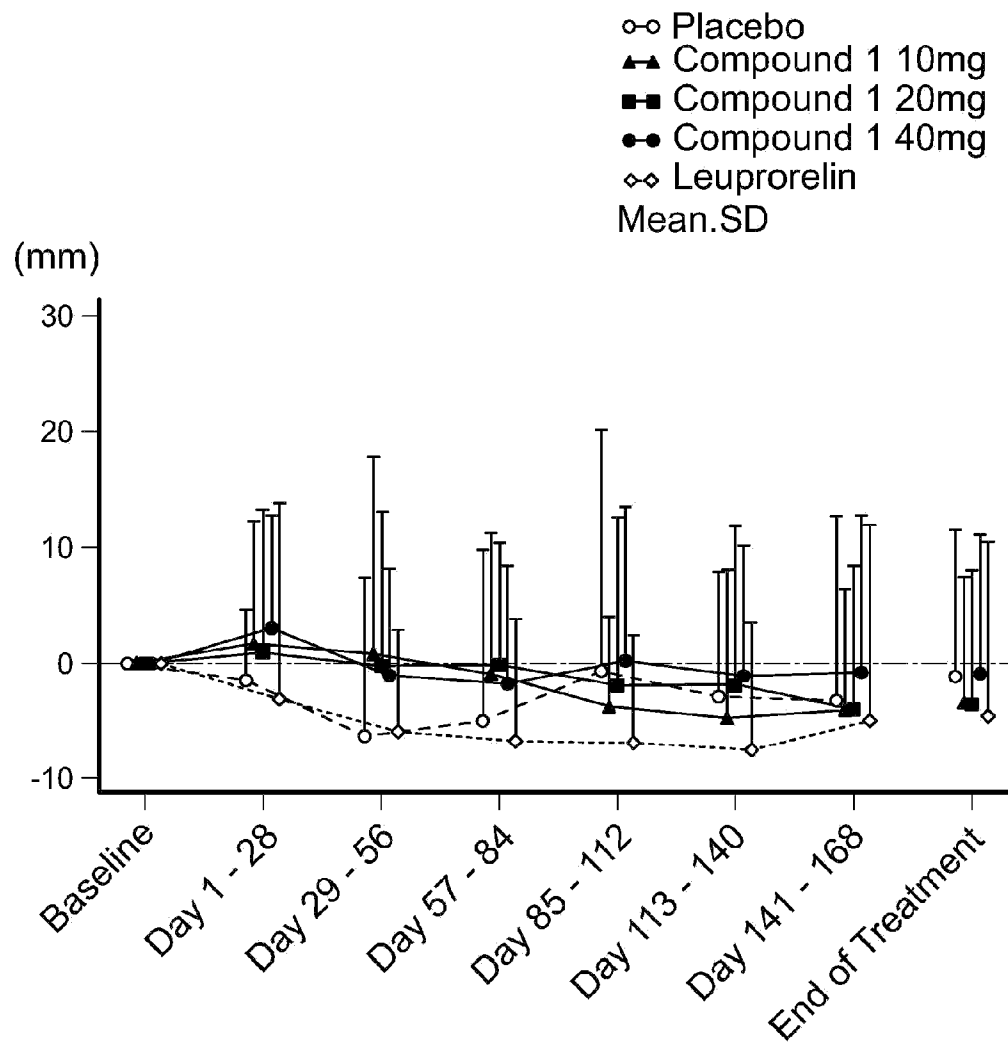 Placebo
Compound 1 10mg
Compound 1 20mg
Compound 1 40mg
Leuprorelin
Mean.SD
(mm)
30
20
10
0
-10
Baseline
Day 1 - 28
Day 29 - 56
Day 57 - 84
Day 85 - 112
Day 113 - 140
Day 141 - 168
End of Treatment